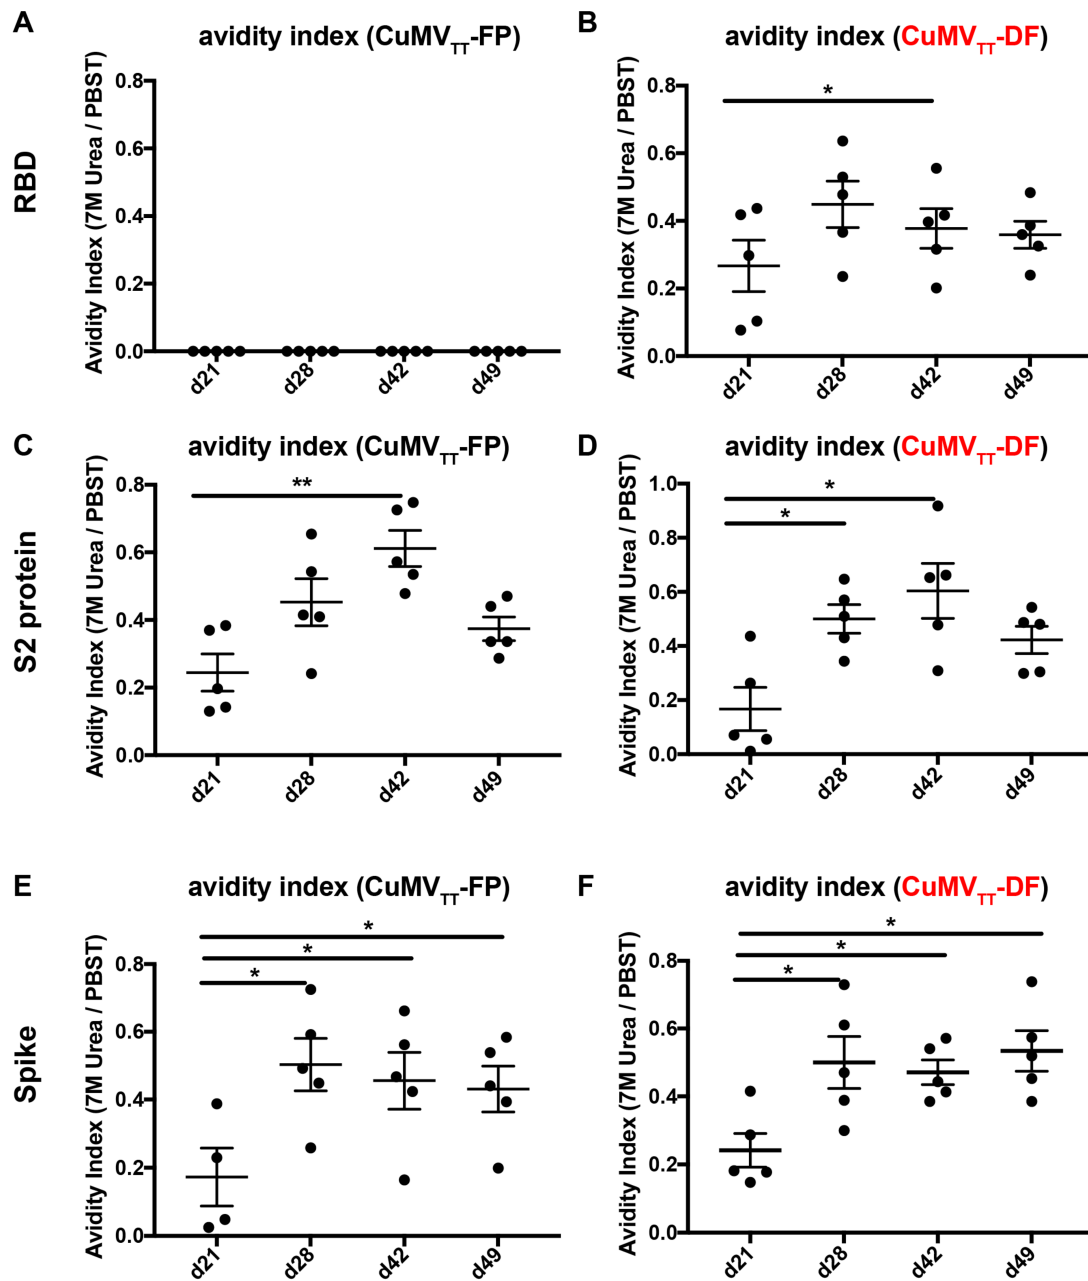 A
avidity index (CuMVTT-FP)
RBD
Avidity Index (7M Urea / PBST)
0.8
0.6
0.4
0.2
0.0
d21
d28
d42
d49
B
avidity index (CuMVTT-DF)
Avidity Index (7M Urea / PBST)
0.8
0.6
0.4
0.2
0.0
*
d21
d28
d42
d49
C
avidity index (CuMVTT-FP)
S2 protein
Avidity Index (7M Urea / PBST)
0.8
0.6
0.4
0.2
0.0
**
d21
d28
d42
d49
D
avidity index (CuMVTT-DF)
Avidity Index (7M Urea / PBST)
1.0
0.8
0.6
0.4
0.2
0.0
*
*
d21
d28
d42
d49
E
avidity index (CuMVTT-FP)
Spike
Avidity Index (7M Urea / PBST)
0.8
0.6
0.4
0.2
0.0
*
*
*
d21
d28
d42
d49
F
avidity index (CuMVTT-DF)
Avidity Index (7M Urea / PBST)
0.8
0.6
0.4
0.2
0.0
*
*
*
d21
d28
d42
d49